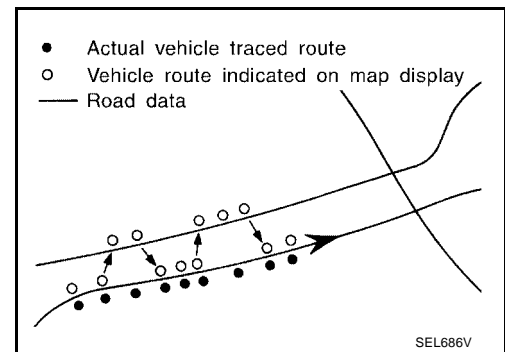 ● Actual vehicle traced route
○ Vehicle route indicated on map display
Road data
SEL686V